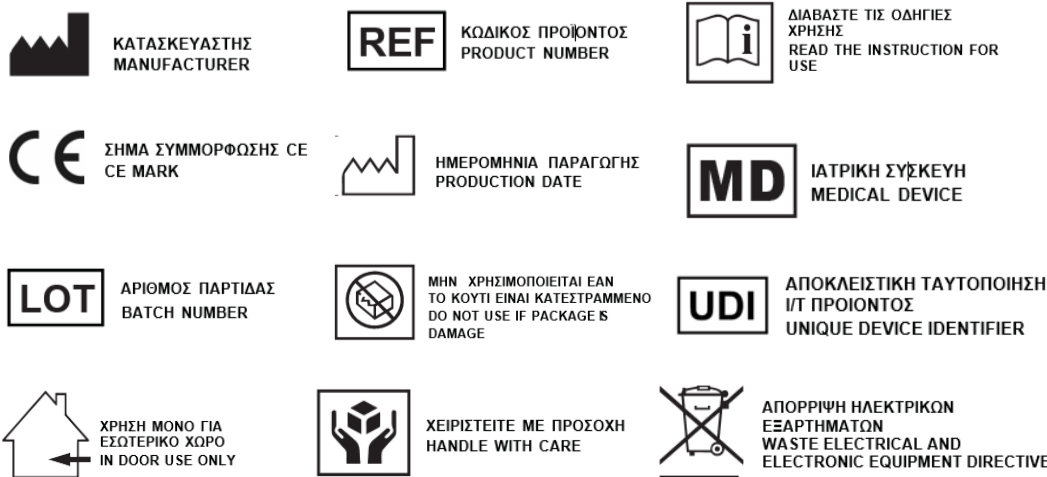 ΚΑΤΑΣΚΕΥΑΣΤΗΣ
MANUFACTURER
REF
ΚΩΔΙΚΟΣ ΠΡΟΪΟΝΤΟΣ
PRODUCT NUMBER
i
ΔΙΑΒΑΣΤΕ ΤΙΣ ΟΔΗΓΙΕΣ
ΧΡΗΣΗΣ
READ THE INSTRUCTION FOR
USE
CE
ΣΗΜΑ ΣΥΜΜΟΡΦΩΣΗΣ CE
CE MARK
ΗΜΕΡΟΜΗΝΙΑ ΠΑΡΑΓΩΓΗΣ
PRODUCTION DATE
MD
ΙΑΤΡΙΚΗ ΣΥΣΚΕΥΗ
MEDICAL DEVICE
LOT
ΑΡΙΘΜΟΣ ΠΑΡΤΙΔΑΣ
BATCH NUMBER
ΜΗΝ ΧΡΗΣΙΜΟΠΟΙΕΙΤΑΙ ΕΑΝ
ΤΟ ΚΟΥΤΙ ΕΙΝΑΙ ΚΑΤΕΣΤΡΑΜΜΕΝΟ
DO NOT USE IF PACKAGE IS
DAMAGE
UDI
ΑΠΟΚΛΕΙΣΤΙΚΗ ΤΑΥΤΟΠΟΙΗΣΗ
Ι/Τ ΠΡΟΙΟΝΤΟΣ
UNIQUE DEVICE IDENTIFIER
ΧΡΗΣΗ ΜΟΝΟ ΓΙΑ
ΕΣΩΤΕΡΙΚΟ ΧΩΡΟ
IN DOOR USE ONLY
ΧΕΙΡΙΣΤΕΙΤΕ ΜΕ ΠΡΟΣΟΧΗ
HANDLE WITH CARE
ΑΠΟΡΡΙΨΗ ΗΛΕΚΤΡΙΚΩΝ
ΕΞΑΡΤΗΜΑΤΩΝ
WASTE ELECTRICAL AND
ELECTRONIC EQUIPMENT DIRECTIVE